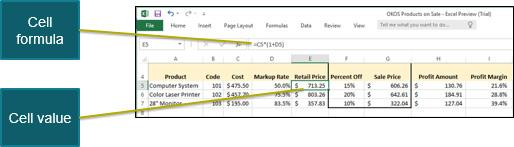 Cell formula
Cell value
OKDS Products on Sale - Excel Preview (Trial)
File Home Insert Page Layout Formulas Data Review View Tell me what you want to do...
E5 =C5*(1+D5)
A B C D E F G H I
4 Product Code Cost Markup Rate Retail Price Percent Off Sale Price Profit Amount Profit Margin
5 Computer System 101 $ 475.50 50.0% $ 713.25 15% $ 606.26 $ 130.76 21.6%
6 Color Laser Printer 102 $ 457.70 75.5% $ 803.26 20% $ 642.61 $ 184.91 28.8%
7 28" Monitor 103 $ 195.00 83.5% $ 357.83 10% $ 322.04 $ 127.04 39.4%
8